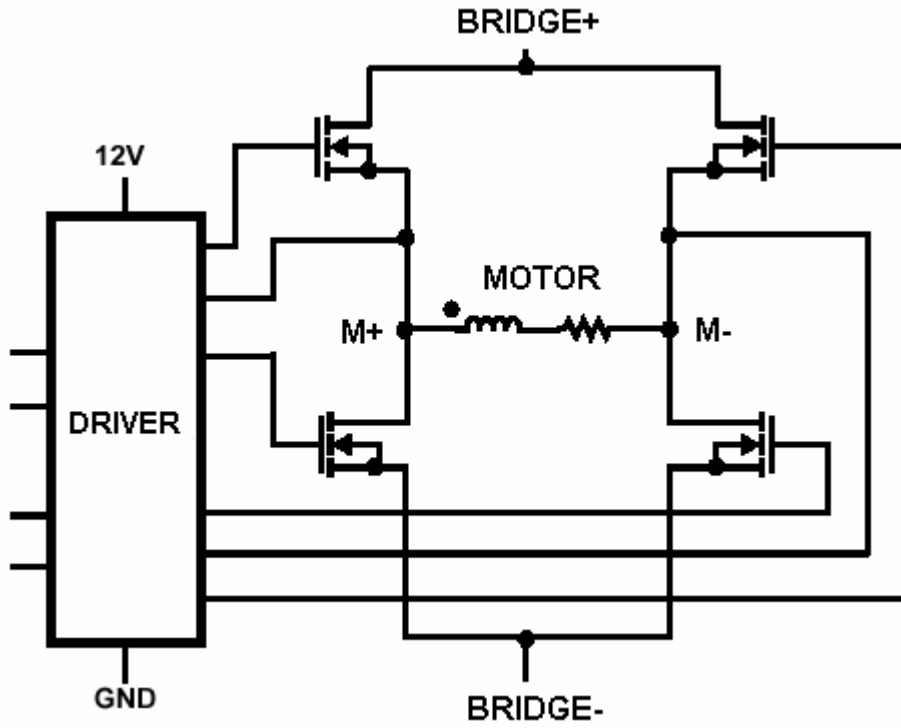 BRIDGE+
12V
MOTOR
M+
M-
DRIVER
GND
BRIDGE-